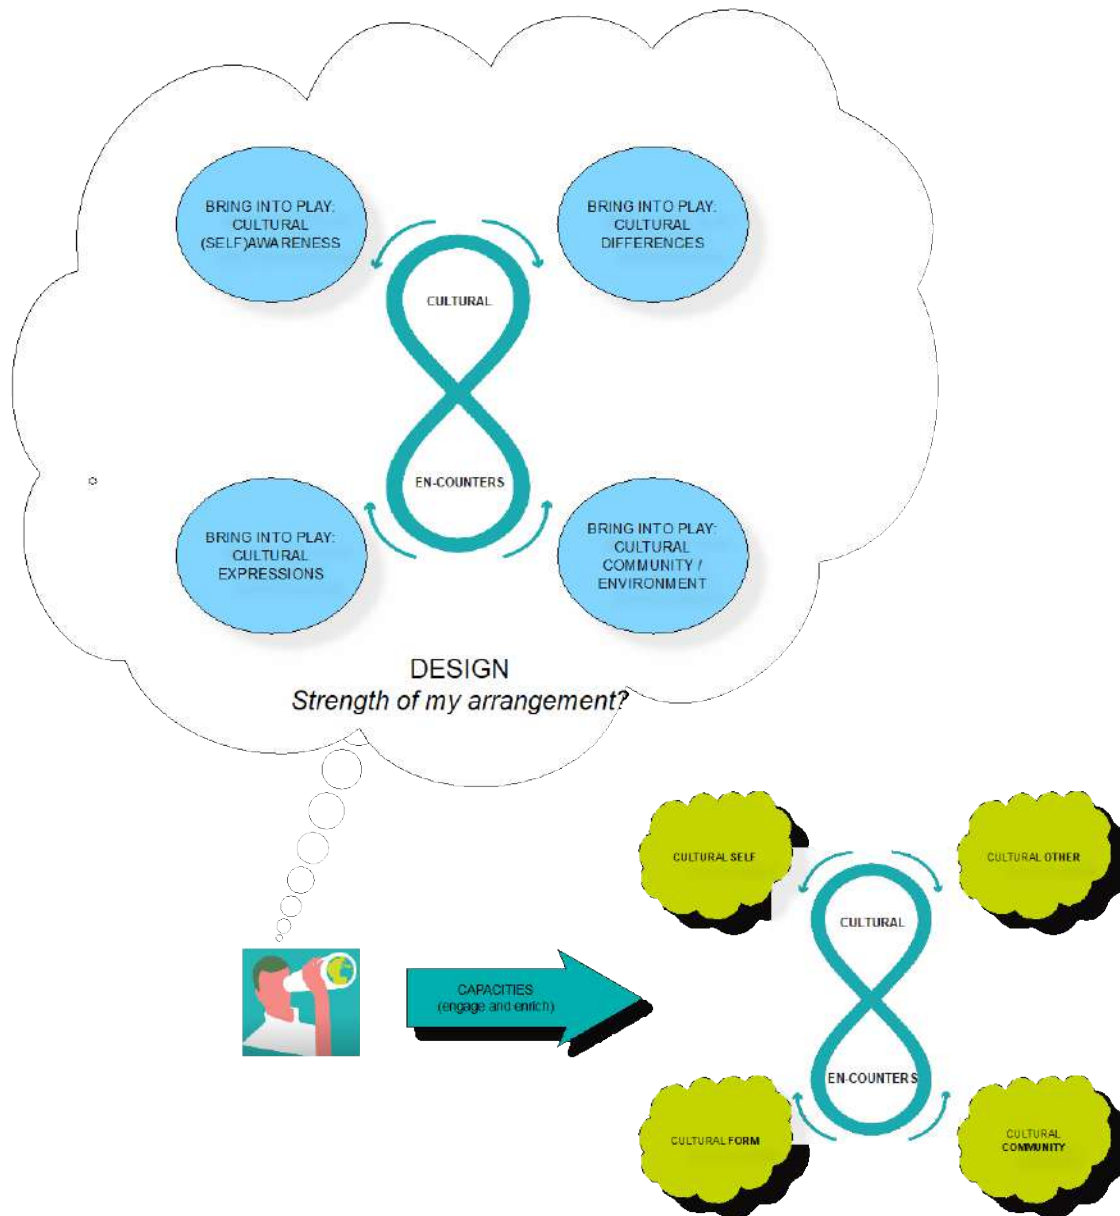 BRING INTO PLAY:
CULTURAL
(SELF)AWARENESS
BRING INTO PLAY:
CULTURAL
DIFFERENCES
CULTURAL
EN-COUNTERS
BRING INTO PLAY:
CULTURAL
EXPRESSIONS
BRING INTO PLAY:
CULTURAL
COMMUNITY /
ENVIRONMENT
DESIGN
Strength of my arrangement?
CAPACITIES
(engage and enrich)
CULTURAL SELF
CULTURAL OTHER
CULTURAL
EN-COUNTERS
CULTURAL FORM
CULTURAL
COMMUNITY